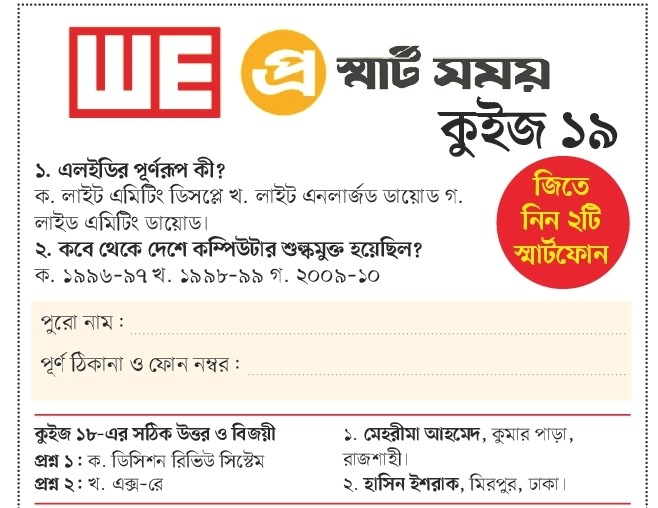 WE প্র স্মার্ট সময়
কুইজ ১৯
১. এলইডির পূর্ণরূপ কী?
ক. লাইট এমিটিং ডিসপ্লে খ. লাইট এনলার্জড ডায়োড গ.
লাইড এমিটিং ডায়োড।
২. কবে থেকে দেশে কম্পিউটার শুল্কমুক্ত হয়েছিল?
ক. ১৯৯৬-৯৭ খ. ১৯৯৮-৯৯ গ. ২০০৯-১০
জিতে
নিন ২টি
স্মার্টফোন
পুরো নাম :
পূর্ণ ঠিকানা ও ফোন নম্বর :
কুইজ ১৮-এর সঠিক উত্তর ও বিজয়ী
প্রশ্ন ১: ক. ডিসিশন রিভিউ সিস্টেম
প্রশ্ন ২: খ. এক্স-রে
১. মেহরীমা আহমেদ, কুমার পাড়া,
রাজশাহী।
২. হাসিন ইশরাক, মিরপুর, ঢাকা।